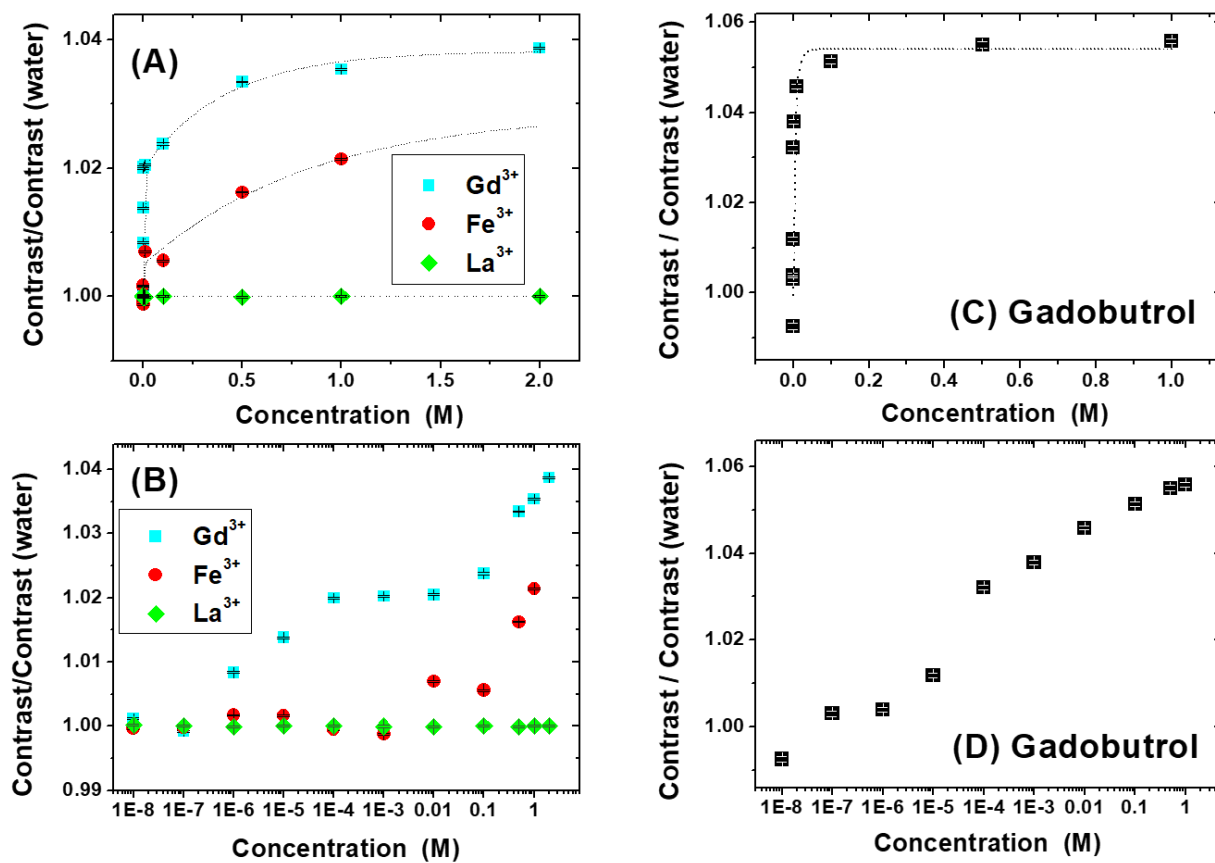 Contrast/Contrast (water)
(A)
1.04
1.02
1.00
Gd3+
Fe3+
La3+
0.0 0.5 1.0 1.5 2.0
Concentration (M)
Contrast / Contrast (water)
1.06
1.04
1.02
1.00
(C) Gadobutrol
0.0 0.2 0.4 0.6 0.8 1.0
Concentration (M)
Contrast/Contrast (water)
(B)
1.04
1.03
1.02
1.01
1.00
0.99
Gd3+
Fe3+
La3+
1E-8 1E-7 1E-6 1E-5 1E-4 1E-3 0.01 0.1 1
Concentration (M)
Contrast / Contrast (water)
1.06
1.04
1.02
1.00
(D) Gadobutrol
1E-8 1E-7 1E-6 1E-5 1E-4 1E-3 0.01 0.1 1
Concentration (M)